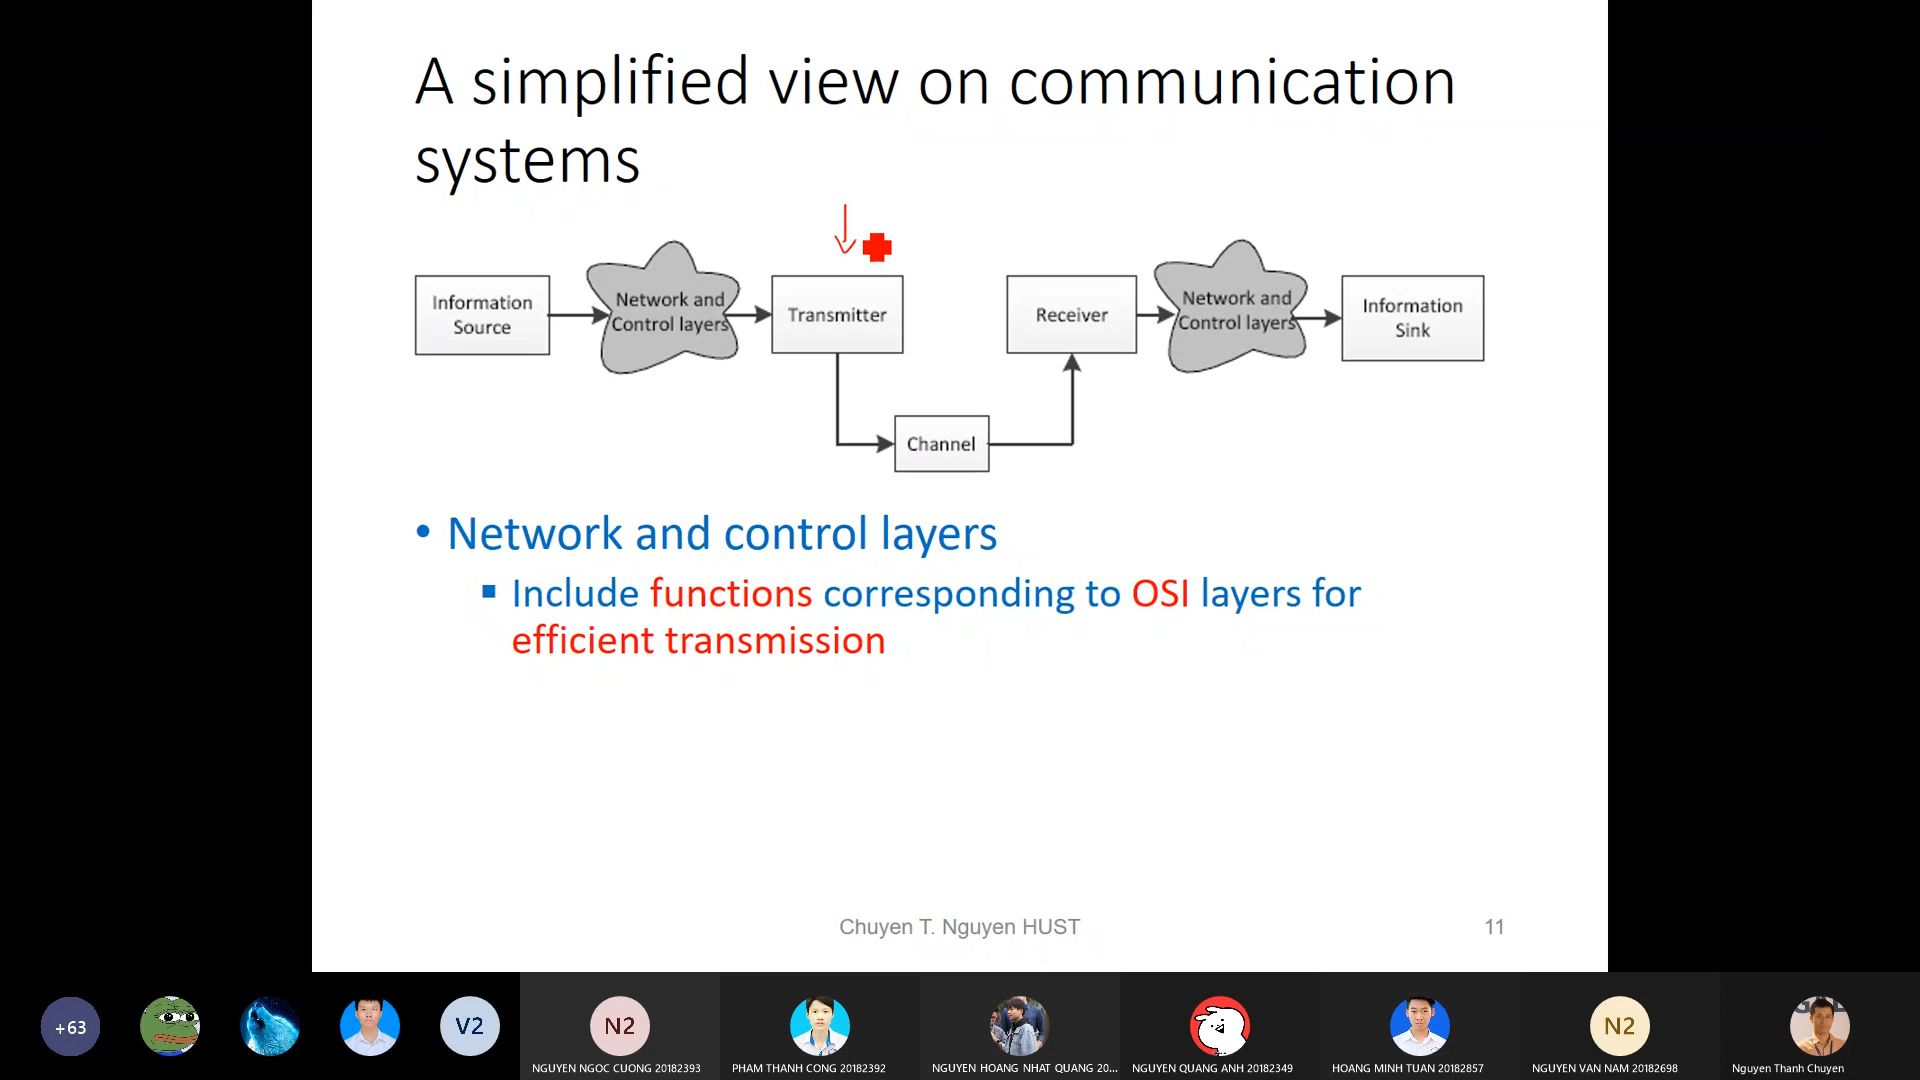 A simplified view on communication
systems
Information
Source
Network and
Control layers
Transmitter
Receiver
Network and
Control layers
Information
Sink
Channel
• Network and control layers
▪ Include functions corresponding to OSI layers for
efficient transmission
Chuyen T. Nguyen HUST
11
+63
V2
N2
N2
NGUYEN NGOC CUONG 20182393
PHAM THANH CONG 20182392
NGUYEN HOANG NHAT QUANG 20...
NGUYEN QUANG ANH 20182349
HOANG MINH TUAN 20182857
NGUYEN VAN NAM 20182698
Nguyen Thanh Chuyen